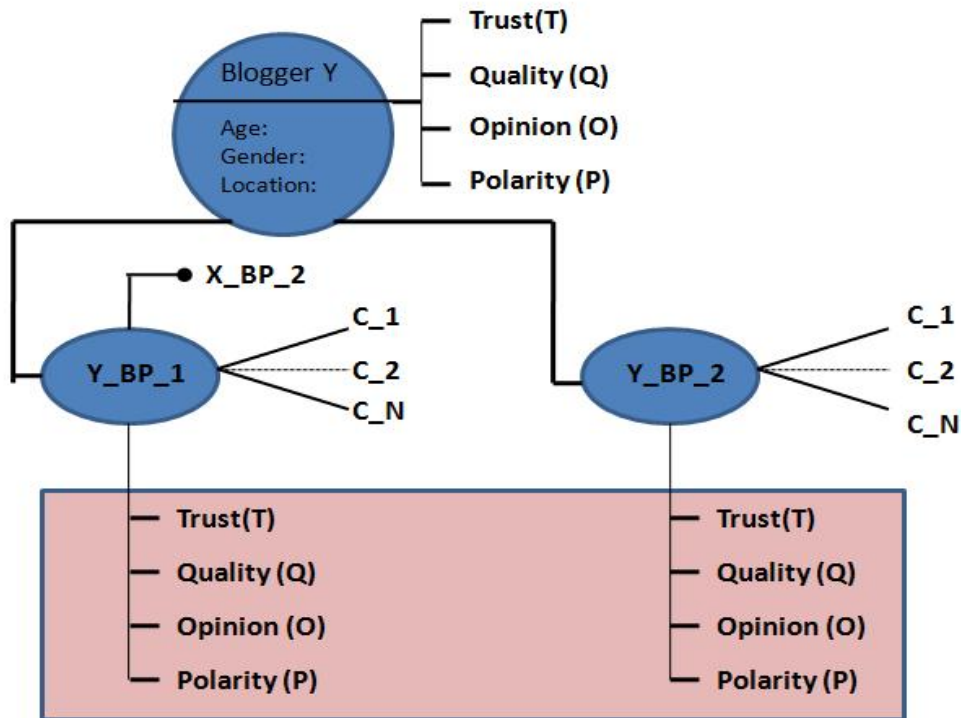 Blogger Y
Age:
Gender:
Location:
Trust(T)
Quality (Q)
Opinion (O)
Polarity (P)
X_BP_2
Y_BP_1
C_1
C_2
C_N
Y_BP_2
C_1
C_2
C_N
Trust(T)
Quality (Q)
Opinion (O)
Polarity (P)
Trust(T)
Quality (Q)
Opinion (O)
Polarity (P)